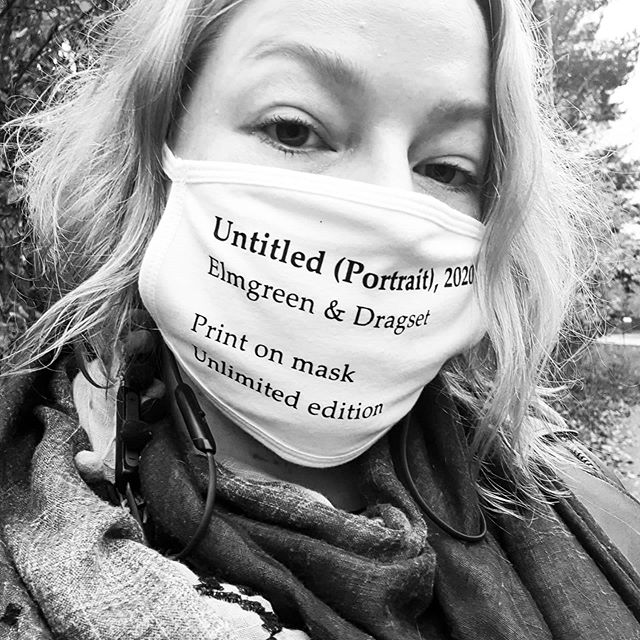 Untitled (Portrait), 2020
Elmgreen & Dragset
Print on mask
Unlimited edition